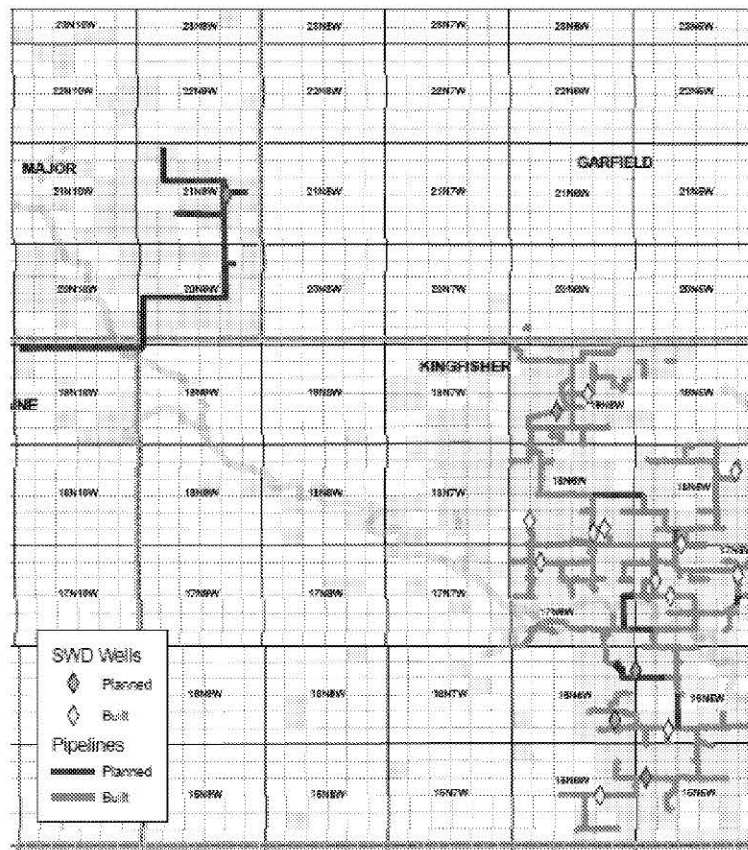 23N10W 23N9W 23N8W 23N7W 23N6W 23N5W
22N10W 22N9W 22N8W 22N7W 22N6W 22N5W
MAJOR GARFIELD
21N10W 21N9W 21N8W 21N7W 21N6W 21N5W
20N10W 20N9W 20N8W 20N7W 20N6W 20N5W
KINGFISHER
19N10W 19N9W 19N8W 19N7W 19N6W 19N5W
INE
18N10W 18N9W 18N8W 18N7W 18N6W 18N5W
17N10W 17N9W 17N8W 17N7W 17N6W 17N5W
16N9W 16N8W 16N7W 16N6W 16N5W
15N9W 15N8W 15N7W 15N6W 15N5W
SWD Wells
Planned
Built
Pipelines
Planned
Built